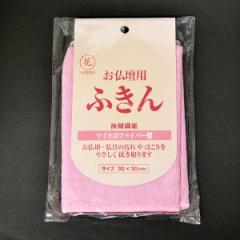 花
お仏壇用
ふきん
極細繊維
マイクロファイバー製
お仏壇・仏具の汚れ や ほこりを
やさしく拭き取ります
サイズ 30×30cm